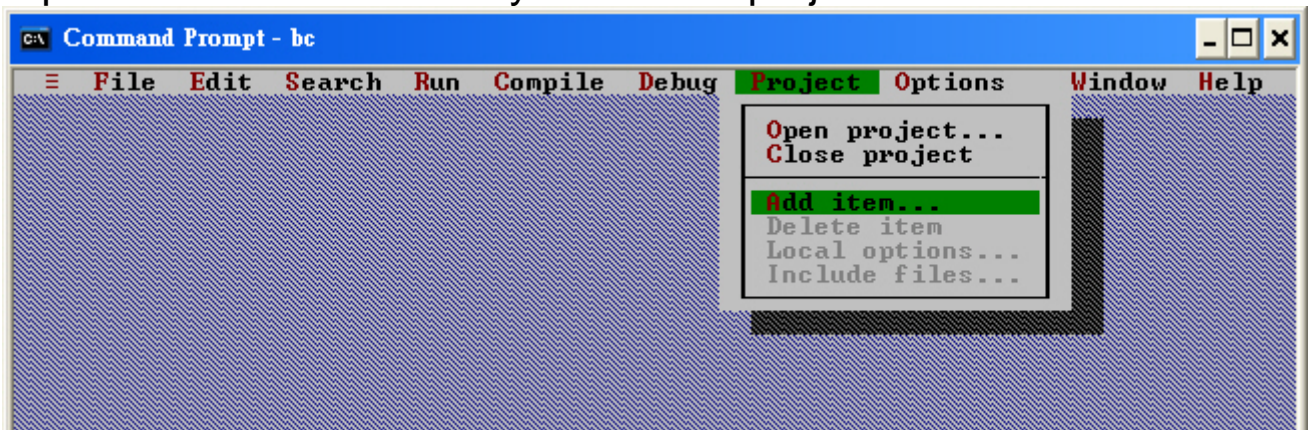 Command Prompt - bc
≡ File Edit Search Run Compile Debug Project Options Window Help
Open project...
Close project
Add item...
Delete item
Local options...
Include files...